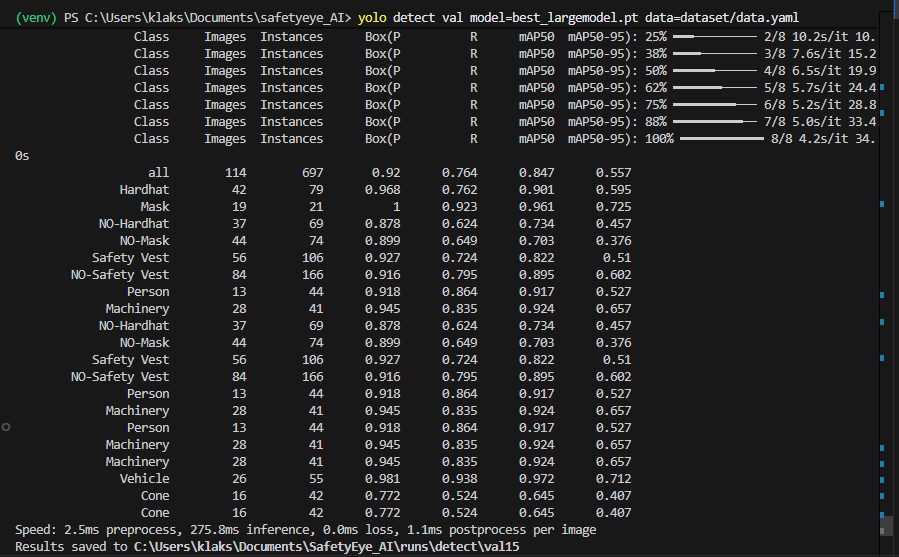 (venv) PS C:\Users\klaks\Documents\safetyeye_AI> yolo detect val model=best_largemodel.pt data=dataset/data.yaml
Class Images Instances Box(P R mAP50 mAP50-95): 25% 2/8 10.2s/it 10.
Class Images Instances Box(P R mAP50 mAP50-95): 38% 3/8 7.6s/it 15.2
Class Images Instances Box(P R mAP50 mAP50-95): 50% 4/8 6.5s/it 19.9
Class Images Instances Box(P R mAP50 mAP50-95): 62% 5/8 5.7s/it 24.4
Class Images Instances Box(P R mAP50 mAP50-95): 75% 6/8 5.2s/it 28.8
Class Images Instances Box(P R mAP50 mAP50-95): 88% 7/8 5.0s/it 33.4
Class Images Instances Box(P R mAP50 mAP50-95): 100% 8/8 4.2s/it 34.
0s
all 114 697 0.92 0.764 0.847 0.557
Hardhat 42 79 0.968 0.762 0.901 0.595
Mask 19 21 1 0.923 0.961 0.725
NO-Hardhat 37 69 0.878 0.624 0.734 0.457
NO-Mask 44 74 0.899 0.649 0.703 0.376
Safety Vest 56 106 0.927 0.724 0.822 0.51
NO-Safety Vest 84 166 0.916 0.795 0.895 0.602
Person 13 44 0.918 0.864 0.917 0.527
Machinery 28 41 0.945 0.835 0.924 0.657
NO-Hardhat 37 69 0.878 0.624 0.734 0.457
NO-Mask 44 74 0.899 0.649 0.703 0.376
Safety Vest 56 106 0.927 0.724 0.822 0.51
NO-Safety Vest 84 166 0.916 0.795 0.895 0.602
Person 13 44 0.918 0.864 0.917 0.527
Machinery 28 41 0.945 0.835 0.924 0.657
Person 13 44 0.918 0.864 0.917 0.527
Machinery 28 41 0.945 0.835 0.924 0.657
Machinery 28 41 0.945 0.835 0.924 0.657
Vehicle 26 55 0.981 0.938 0.972 0.712
Cone 16 42 0.772 0.524 0.645 0.407
Cone 16 42 0.772 0.524 0.645 0.407
Speed: 2.5ms preprocess, 275.8ms inference, 0.0ms loss, 1.1ms postprocess per image
Results saved to C:\Users\klaks\Documents\SafetyEye_AI\runs\detect\val15